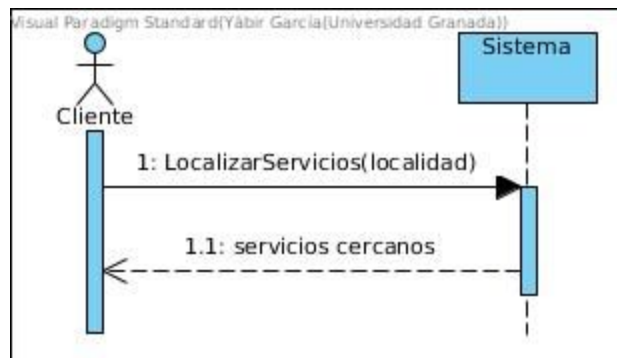 Visual Paradigm Standard(Yábir García(Universidad Granada))
Sistema
Cliente
1: LocalizarServicios(localidad)
1.1: servicios cercanos